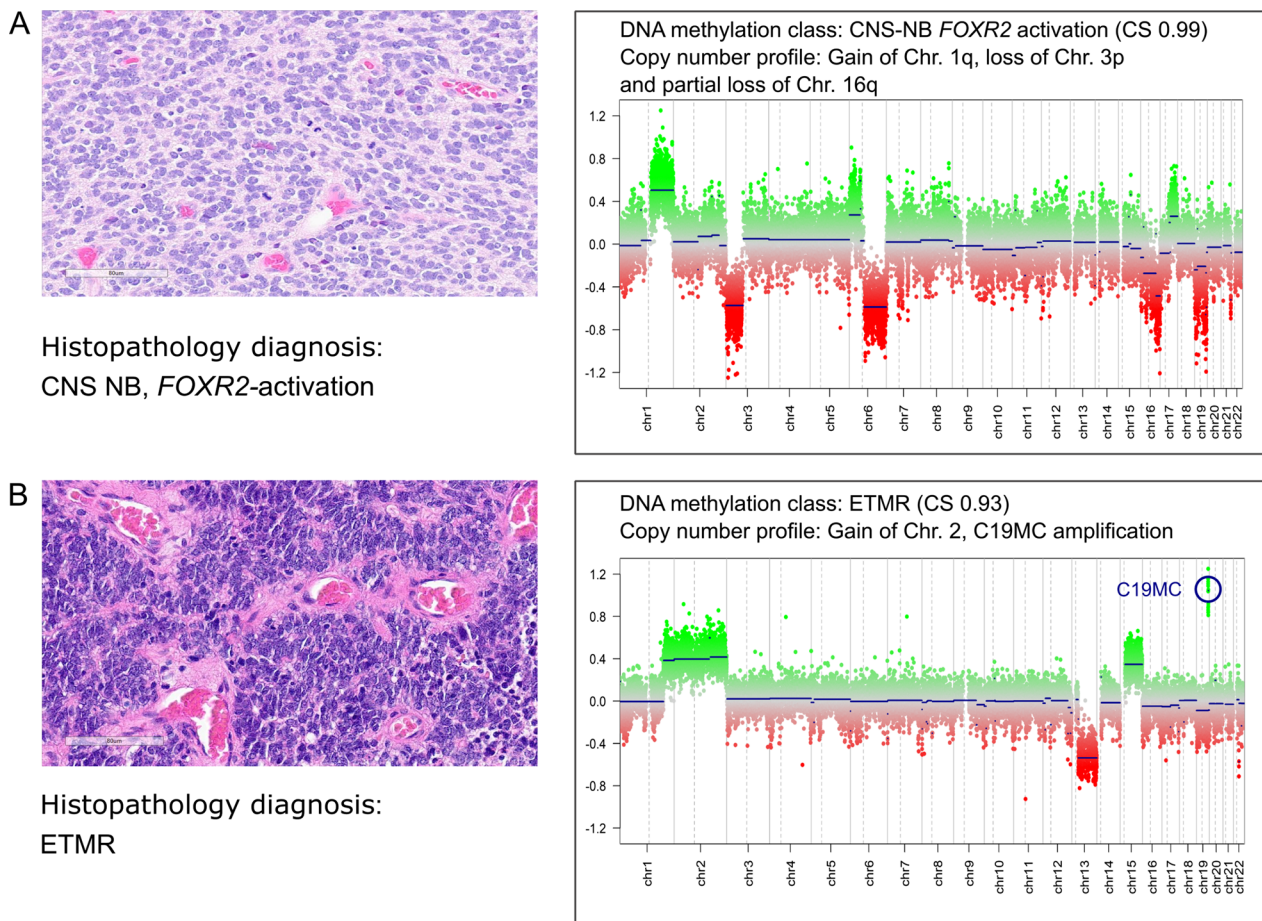 A
DNA methylation class: CNS-NB FOXR2 activation (CS 0.99)
Copy number profile: Gain of Chr. 1q, loss of Chr. 3p
and partial loss of Chr. 16q
1.2
0.8
0.4
0.0
-0.4
-0.8
-1.2
chr1
chr2
chr3
chr4
chr5
chr6
chr7
chr8
chr9
chr10
chr11
chr12
chr13
chr14
chr15
chr16
chr17
chr18
chr19
chr20
chr21
chr22
80um
Histopathology diagnosis:
CNS NB, FOXR2-activation
B
DNA methylation class: ETMR (CS 0.93)
Copy number profile: Gain of Chr. 2, C19MC amplification
C19MC
1.2
0.8
0.4
0.0
-0.4
-0.8
-1.2
chr1
chr2
chr3
chr4
chr5
chr6
chr7
chr8
chr9
chr10
chr11
chr12
chr13
chr14
chr15
chr16
chr17
chr18
chr19
chr20
chr21
chr22
80um
Histopathology diagnosis:
ETMR